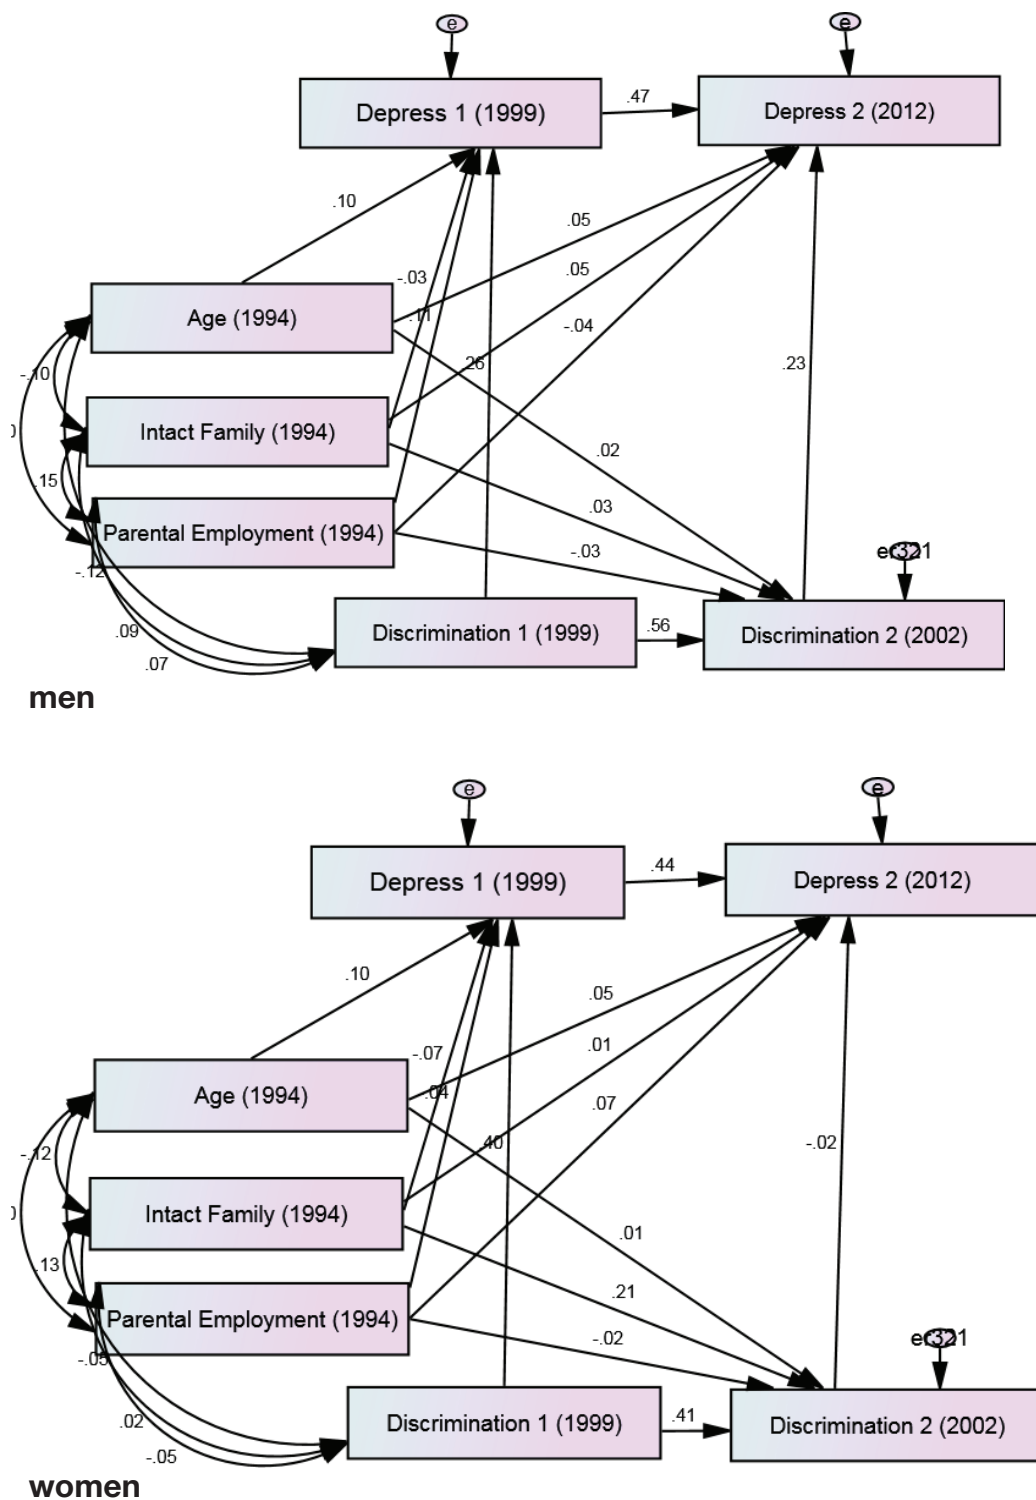 e
e
Depress 1 (1999)
.47
Depress 2 (2012)
.10
.05
-.03
.05
.11
-.04
Age (1994)
.26
.23
-.10
Intact Family (1994)
.02
.15
.03
Parental Employment (1994)
-.03
er321
-.12
.09
Discrimination 1 (1999)
.56
Discrimination 2 (2002)
.07
men
e
e
Depress 1 (1999)
.44
Depress 2 (2012)
.10
.05
-.07
.01
.04
.07
Age (1994)
.40
-.02
-.12
Intact Family (1994)
.01
.13
.21
Parental Employment (1994)
-.02
er321
-.05
.02
Discrimination 1 (1999)
.41
Discrimination 2 (2002)
-.05
women